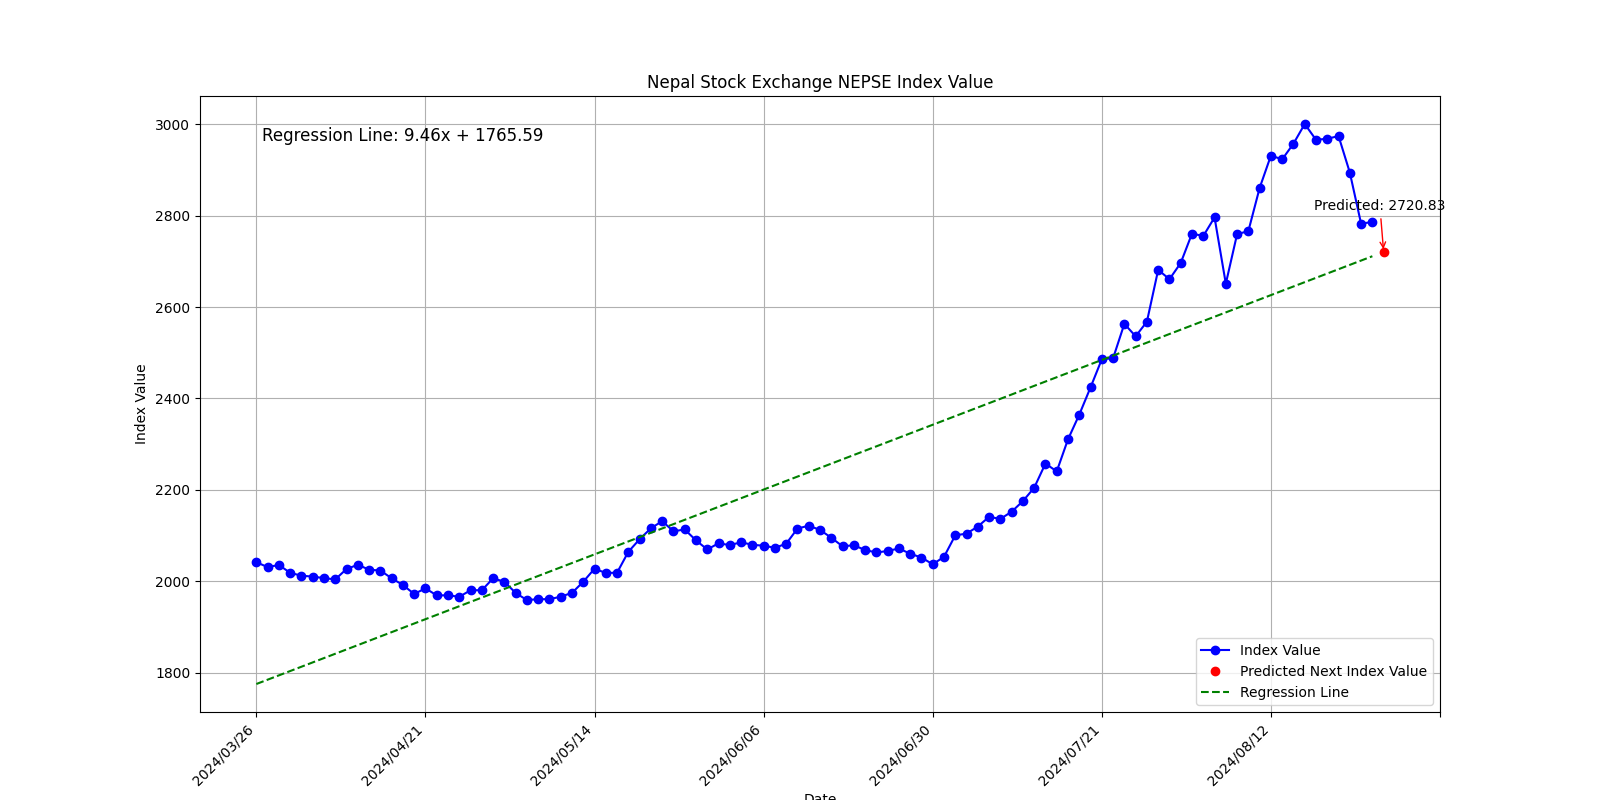 Nepal Stock Exchange NEPSE Index Value
Regression Line: 9.46x + 1765.59
Predicted: 2720.83
3000
2800
2600
2400
2200
2000
1800
Index Value
Index Value
Predicted Next Index Value
Regression Line
2024/03/26
2024/04/21
2024/05/14
2024/06/06
2024/06/30
2024/07/21
2024/08/12
Date